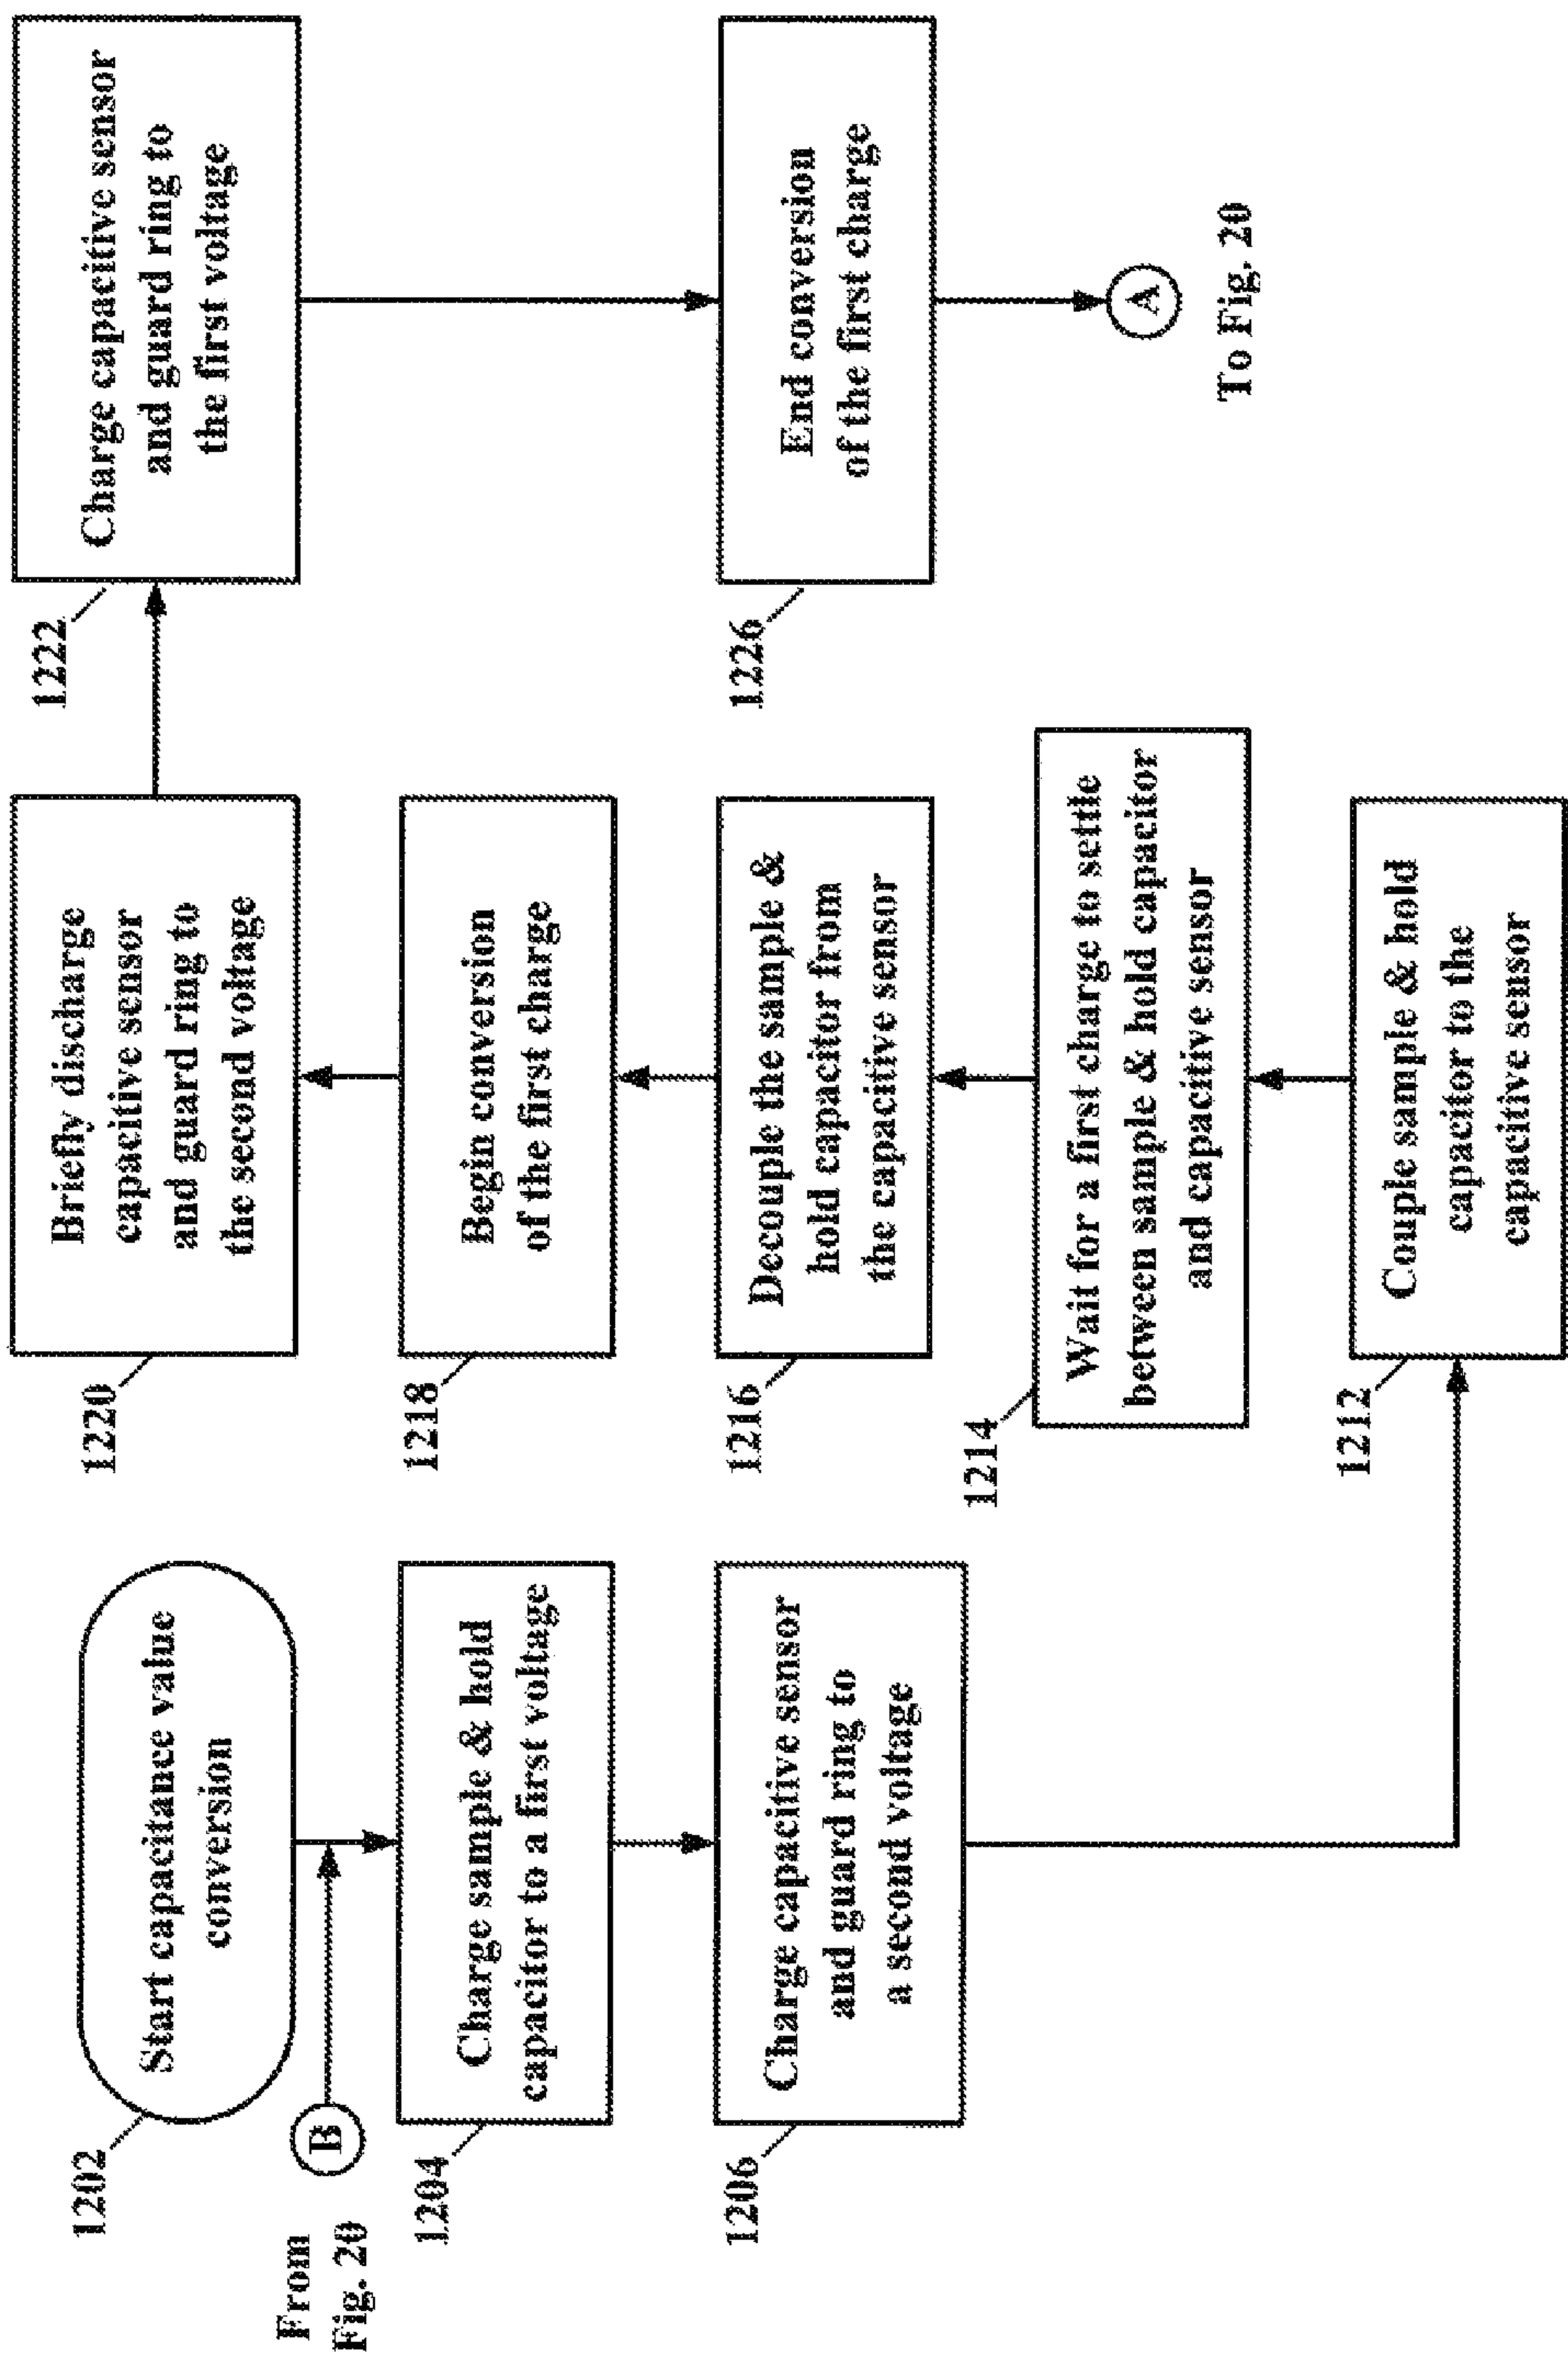 1202
Start capacitance value
conversion
From
Fig. 20
B
1204
Charge sample & hold
capacitor to a first voltage
1206
Charge capacitive sensor
and guard ring to
a second voltage
1212
Couple sample & hold
capacitor to the
capacitive sensor
1214
Wait for a first charge to settle
between sample & hold capacitor
and capacitive sensor
1216
Decouple the sample &
hold capacitor from
the capacitive sensor
1218
Begin conversion
of the first charge
1220
Briefly discharge
capacitive sensor
and guard ring to
the second voltage
1222
Charge capacitive sensor
and guard ring to
the first voltage
1226
End conversion
of the first charge
A
To Fig. 20